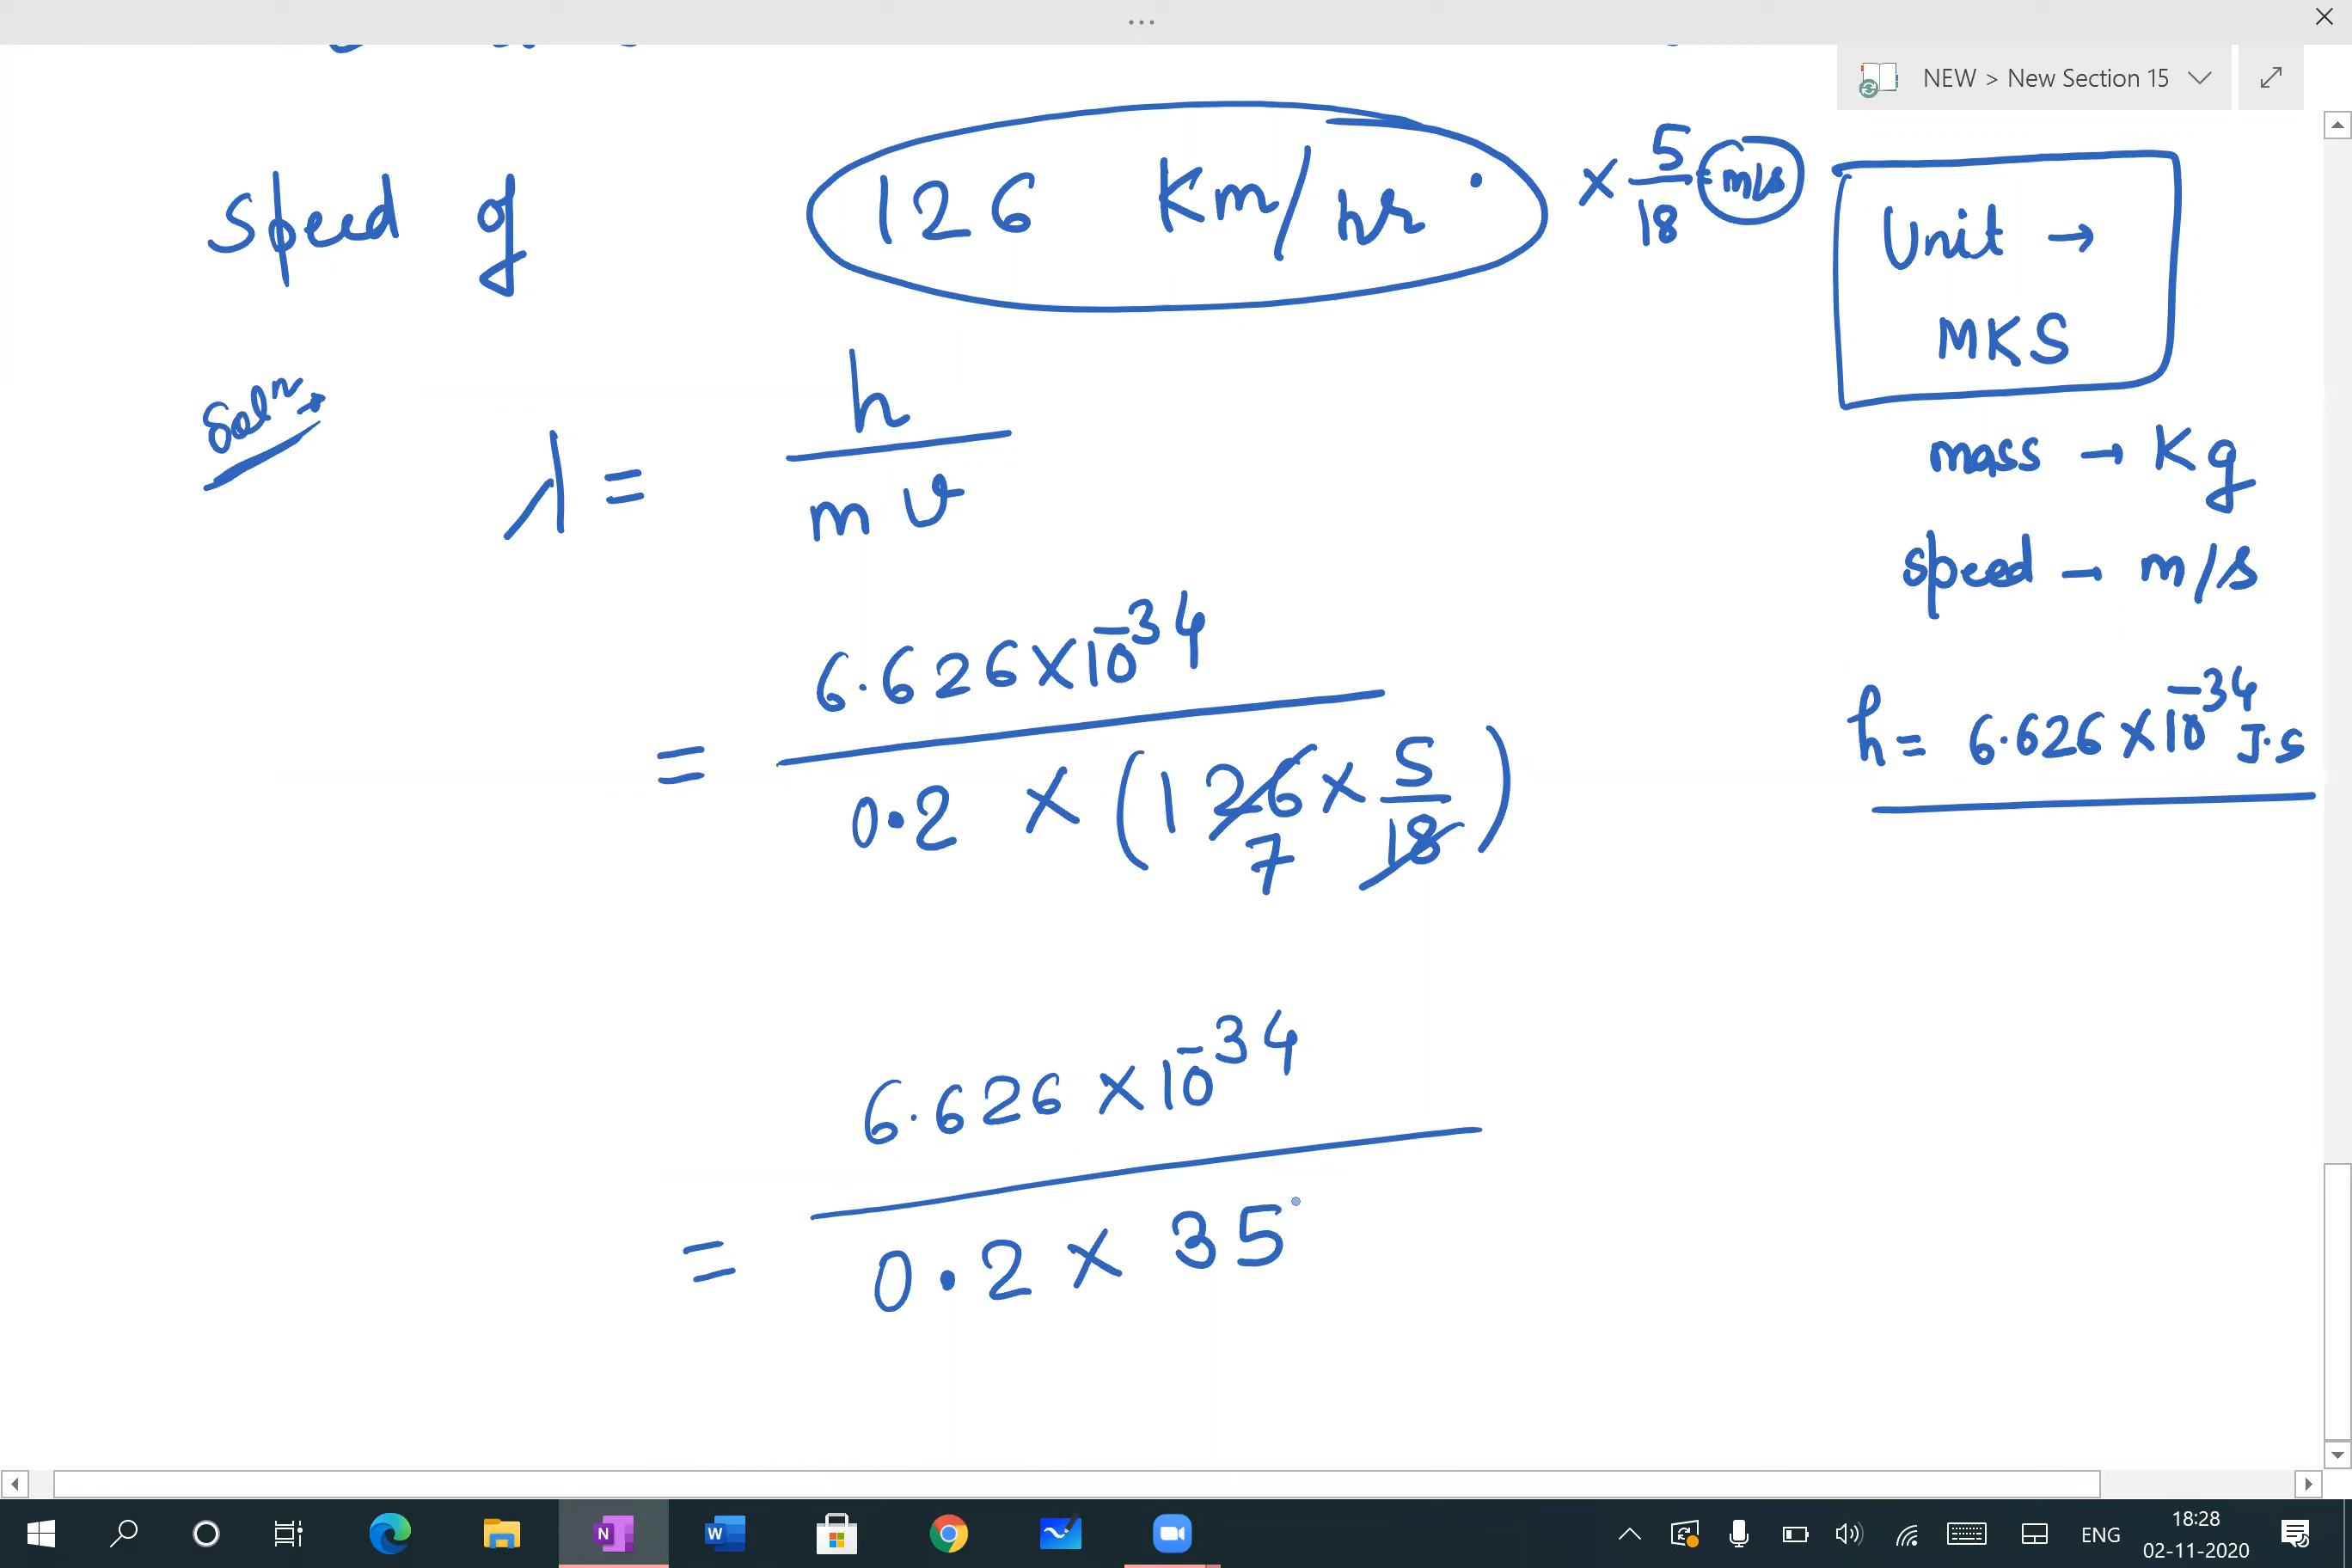 NEW > New Section 15
Speed of 126 Km/hr. × 5/18 = m/s
Unit →
MKS
Solⁿ→
λ = h / m v
mass → Kg
speed → m/s
= 6.626×10⁻³⁴ / 0.2 × (126 × 5/18)
7
h = 6.626×10⁻³⁴ J.s
= 6.626×10⁻³⁴ / 0.2 × 35
ENG
18:28
02-11-2020